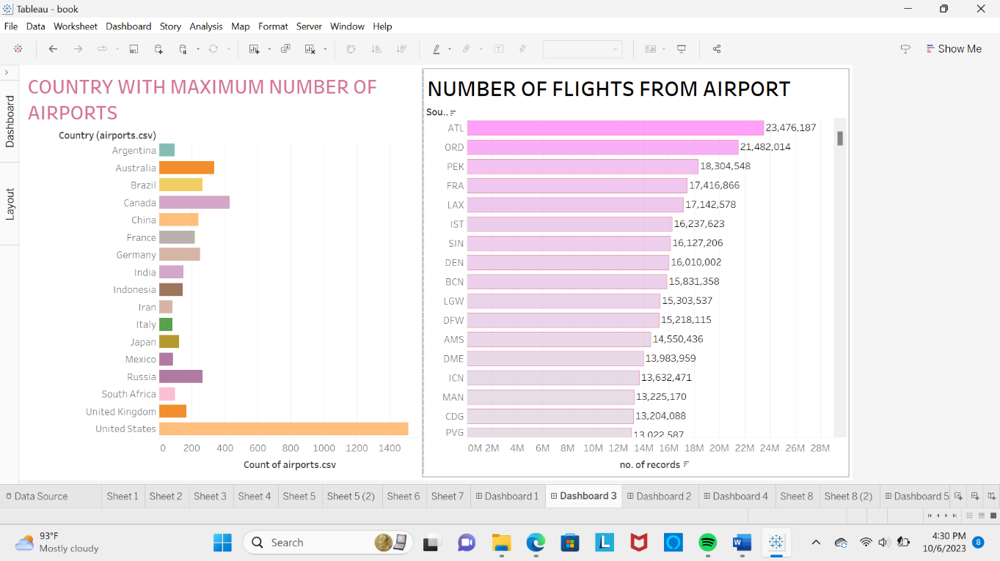 Tableau - book
File Data Worksheet Dashboard Story Analysis Map Format Server Window Help
Show Me
Dashboard
Layout
COUNTRY WITH MAXIMUM NUMBER OF
AIRPORTS
Country (airports.csv)
Argentina
Australia
Brazil
Canada
China
France
Germany
India
Indonesia
Iran
Italy
Japan
Mexico
Russia
South Africa
United Kingdom
United States
0 200 400 600 800 1000 1200 1400
Count of airports.csv
NUMBER OF FLIGHTS FROM AIRPORT
Sou..
ATL 23,476,187
ORD 21,482,014
PEK 18,304,548
FRA 17,416,866
LAX 17,142,578
IST 16,237,623
SIN 16,127,206
DEN 16,010,002
BCN 15,831,358
LGW 15,303,537
DFW 15,218,115
AMS 14,550,436
DME 13,983,959
ICN 13,632,471
MAN 13,225,170
CDG 13,204,088
PVG 13,022,587
0M 2M 4M 6M 8M 10M 12M 14M 16M 18M 20M 22M 24M 26M 28M
no. of records
Data Source Sheet 1 Sheet 2 Sheet 3 Sheet 4 Sheet 5 Sheet 5 (2) Sheet 6 Sheet 7 Dashboard 1 Dashboard 3 Dashboard 2 Dashboard 4 Sheet 8 Sheet 8 (2) Dashboard 5
93°F
Mostly cloudy
Search
4:30 PM
10/6/2023
8